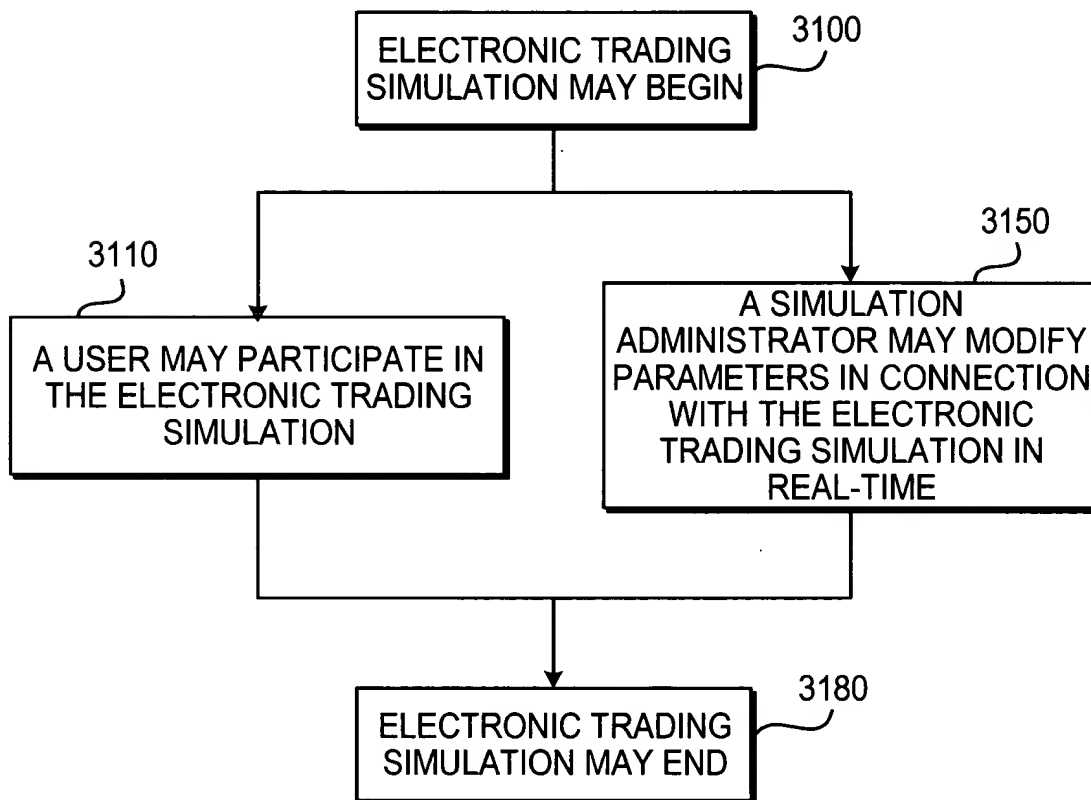 ELECTRONIC TRADING
SIMULATION MAY BEGIN
3100
3110
A USER MAY PARTICIPATE IN
THE ELECTRONIC TRADING
SIMULATION
3150
A SIMULATION
ADMINISTRATOR MAY MODIFY
PARAMETERS IN CONNECTION
WITH THE ELECTRONIC
TRADING SIMULATION IN
REAL-TIME
3180
ELECTRONIC TRADING
SIMULATION MAY END